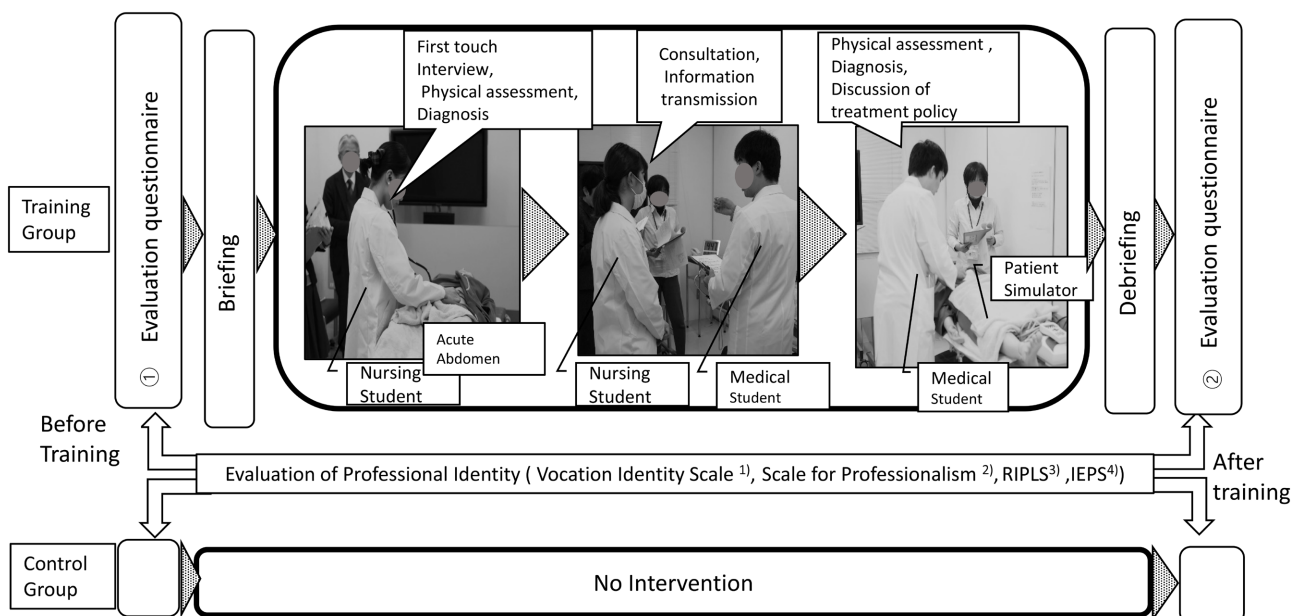 Training
Group
① Evaluation questionnaire
Briefing
First touch
Interview,
Physical assessment,
Diagnosis
Consultation,
Information
transmission
Physical assessment ,
Diagnosis,
Discussion of
treatment policy
Acute
Abdomen
Nursing
Student
Nursing
Student
Medical
Student
Patient
Simulator
Medical
Student
Debriefing
② Evaluation questionnaire
Before
Training
Evaluation of Professional Identity ( Vocation Identity Scale 1), Scale for Professionalism 2), RIPLS3) ,IEPS4))
After
training
Control
Group
No Intervention